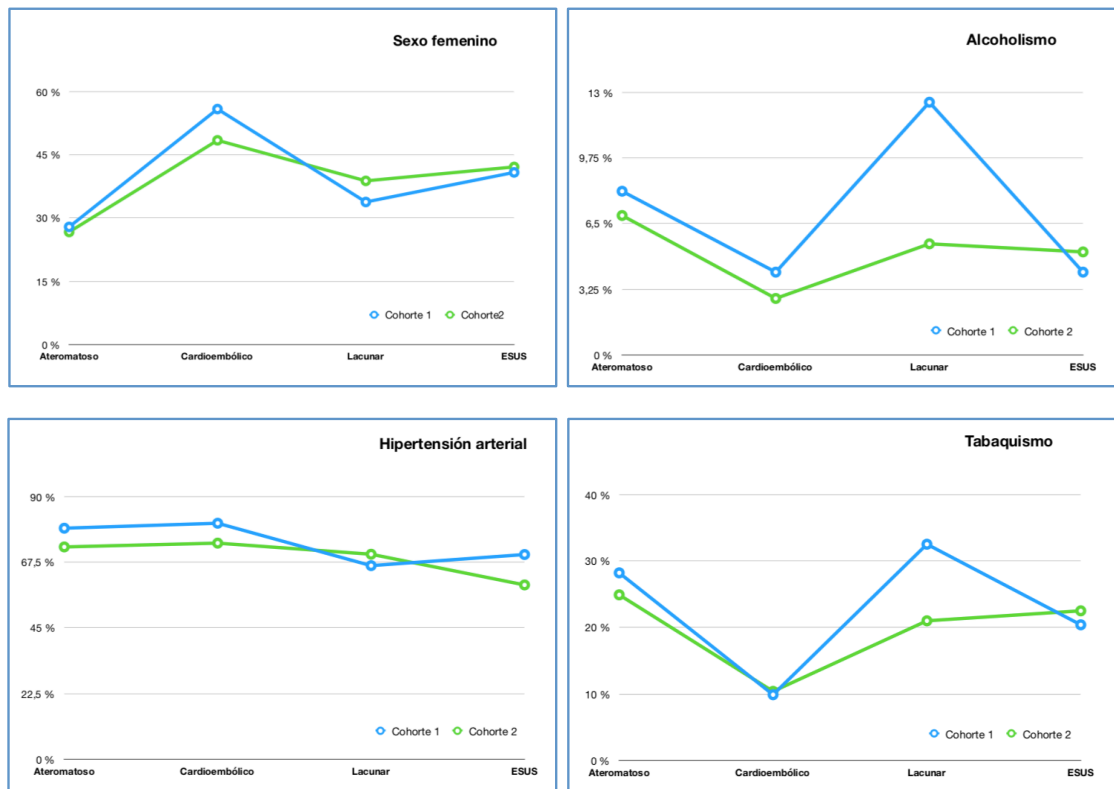 Sexo femenino
60 %
45 %
30 %
15 %
0 %
Cohorte 1 Cohorte2
Ateromatoso Cardioembólico Lacunar ESUS
Alcoholismo
13 %
9,75 %
6,5 %
3,25 %
0 %
Cohorte 1 Cohorte 2
Ateromatoso Cardioembólico Lacunar ESUS
Hipertensión arterial
90 %
67,5 %
45 %
22,5 %
0 %
Cohorte 1 Cohorte 2
Ateromatoso Cardioembólico Lacunar ESUS
Tabaquismo
40 %
30 %
20 %
10 %
0 %
Cohorte 1 Cohorte 2
Ateromatoso Cardioembólico Lacunar ESUS